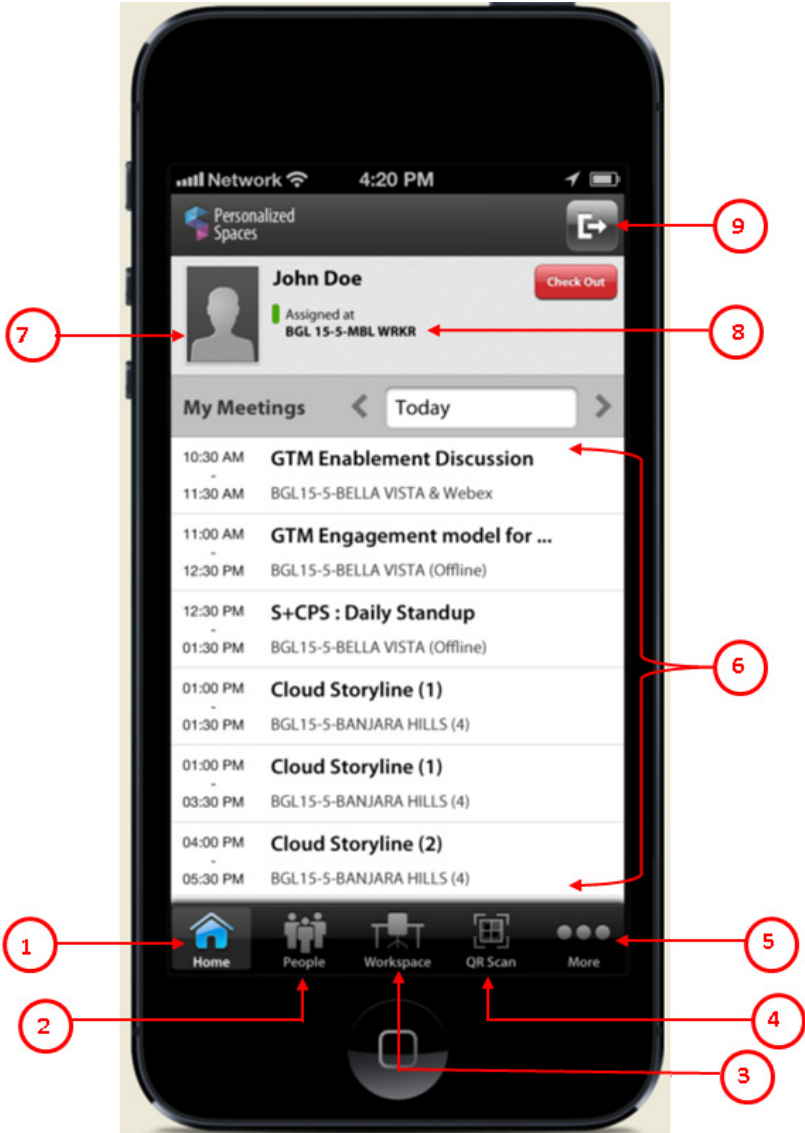 Network 4:20 PM
Personalized
Spaces
9
John Doe
Check Out
Assigned at
BGL 15-5-MBL WRKR
7
8
My Meetings Today
10:30 AM GTM Enablement Discussion
-
11:30 AM BGL15-5-BELLA VISTA & Webex
11:00 AM GTM Engagement model for ...
-
12:30 PM BGL15-5-BELLA VISTA (Offline)
12:30 PM S+CPS : Daily Standup
-
01:30 PM BGL15-5-BELLA VISTA (Offline)
6
01:00 PM Cloud Storyline (1)
-
01:30 PM BGL15-5-BANJARA HILLS (4)
01:00 PM Cloud Storyline (1)
-
03:30 PM BGL15-5-BANJARA HILLS (4)
04:00 PM Cloud Storyline (2)
-
05:30 PM BGL15-5-BANJARA HILLS (4)
1
5
Home People Workspace QR Scan More
2
4
3